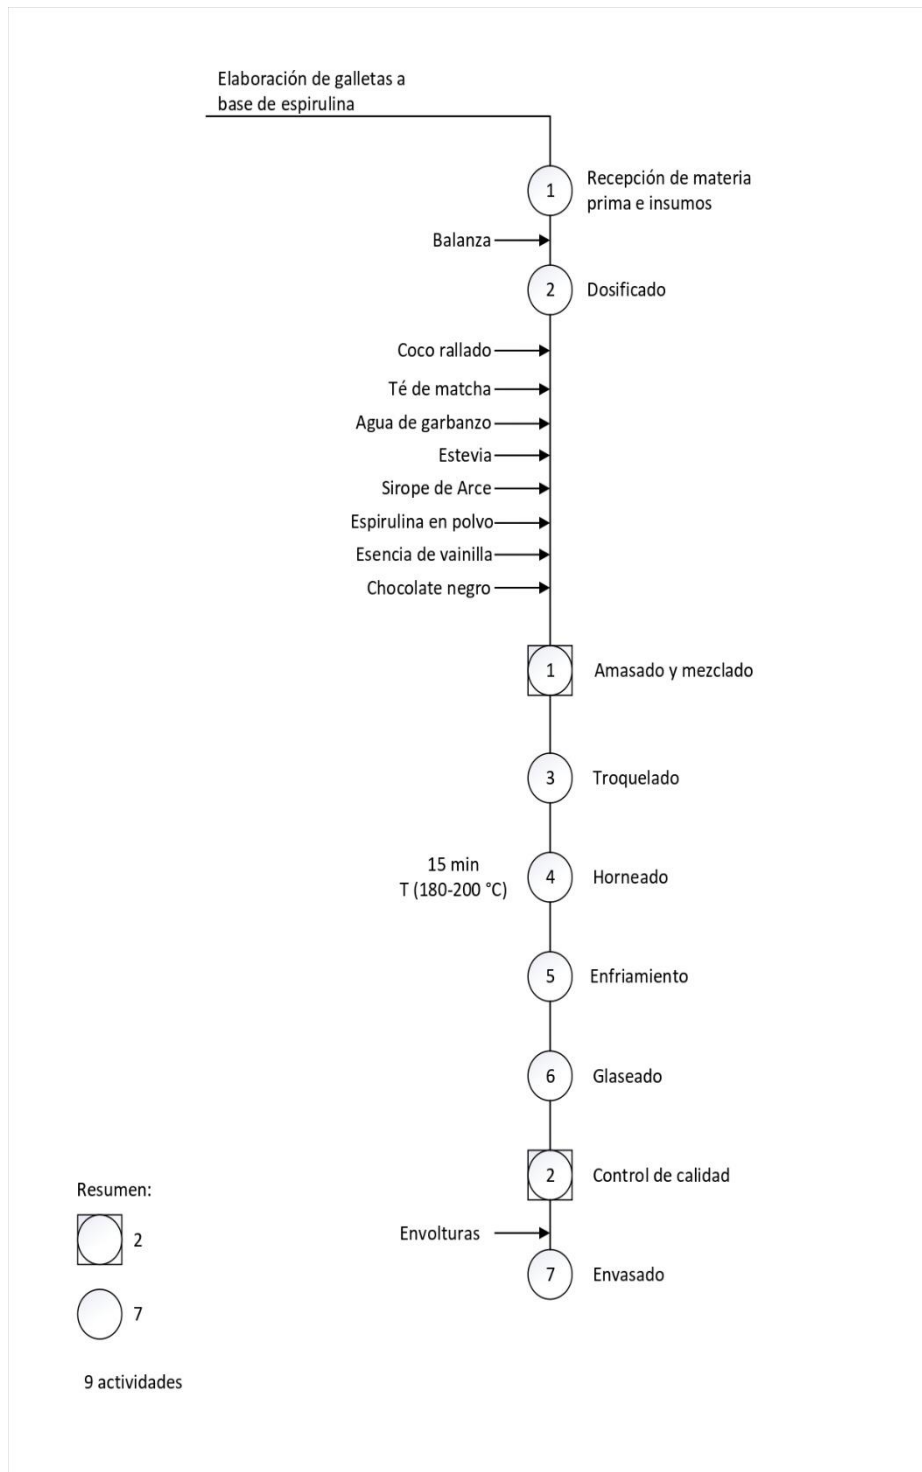 Elaboración de galletas a
base de espirulina
1
Recepción de materia
prima e insumos
Balanza
2
Dosificado
Coco rallado
Té de matcha
Agua de garbanzo
Estevia
Sirope de Arce
Espirulina en polvo
Esencia de vainilla
Chocolate negro
1
Amasado y mezclado
3
Troquelado
15 min
T (180-200 °C)
4
Horneado
5
Enfriamiento
6
Glaseado
2
Control de calidad
Envolturas
7
Envasado
Resumen:
2
7
9 actividades